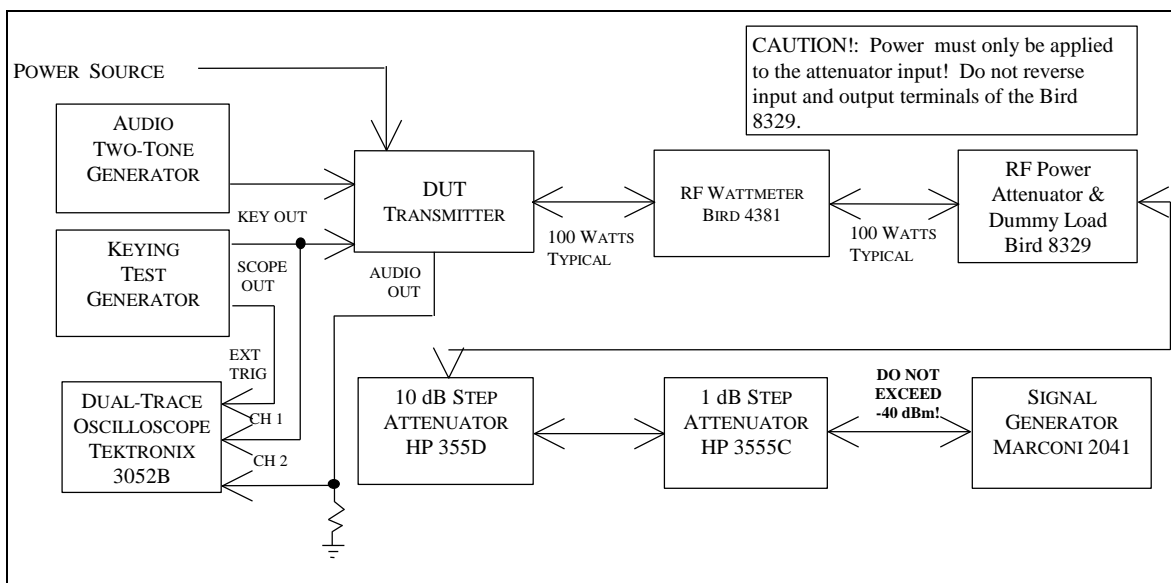 CAUTION!: Power must only be applied
to the attenuator input! Do not reverse
input and output terminals of the Bird
8329.
POWER SOURCE
AUDIO
TWO-TONE
GENERATOR
DUT
TRANSMITTER
RF WATTMETER
BIRD 4381
RF Power
Attenuator &
Dummy Load
Bird 8329
KEY OUT
100 WATTS
TYPICAL
100 WATTS
TYPICAL
KEYING
TEST
GENERATOR
SCOPE
OUT
AUDIO
OUT
EXT
TRIG
DUAL-TRACE
OSCILLOSCOPE
TEKTRONIX
3052B
CH 1
CH 2
10 dB STEP
ATTENUATOR
HP 355D
1 dB STEP
ATTENUATOR
HP 3555C
DO NOT
EXCEED
-40 dBm!
SIGNAL
GENERATOR
MARCONI 2041